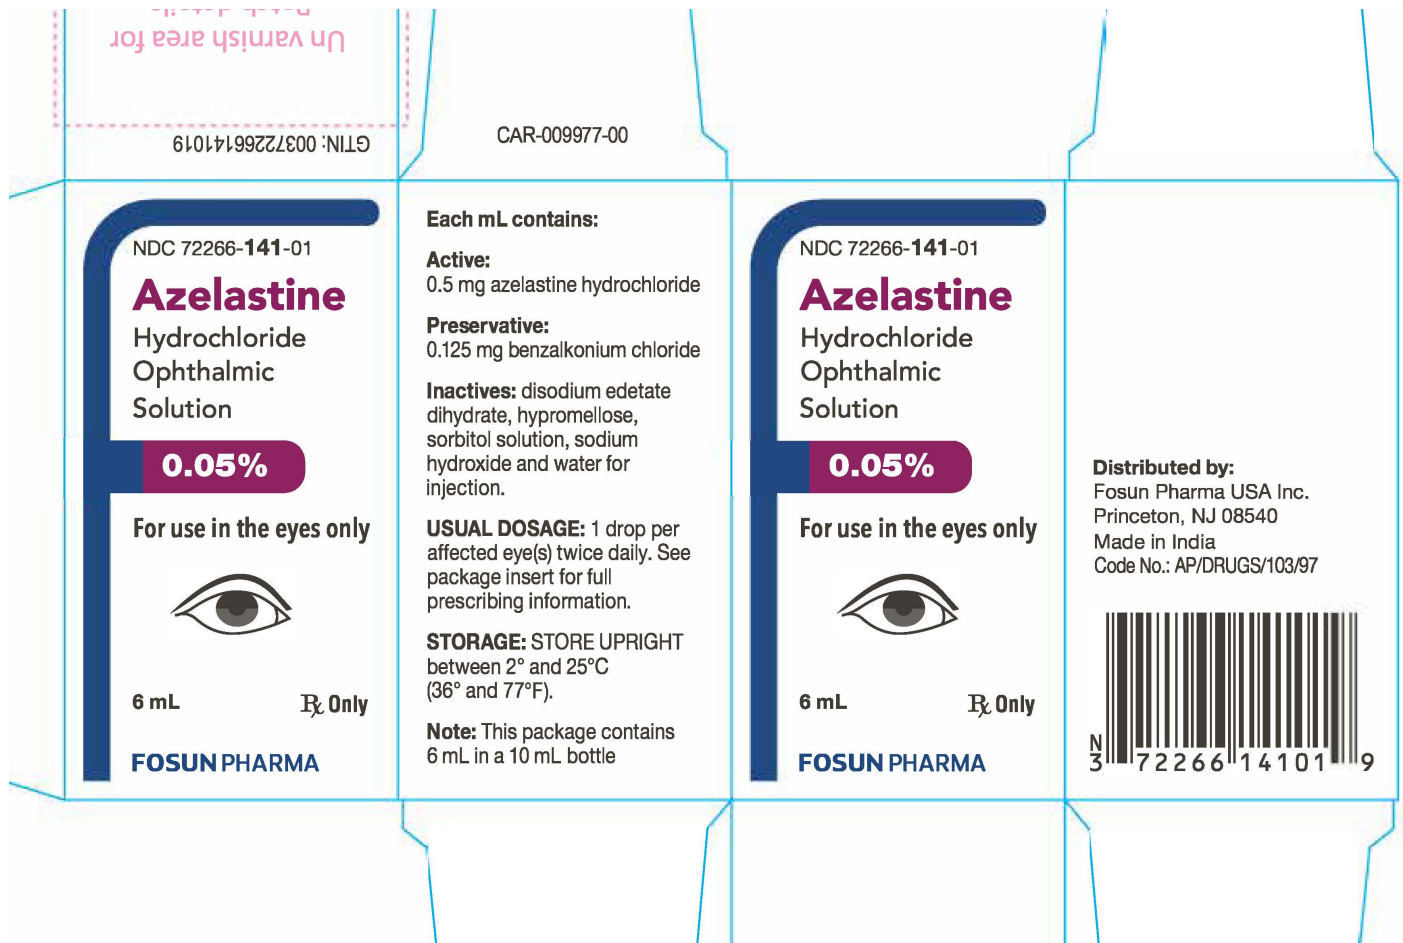 Un varnish area for
Batch details
GTIN: 00372266141019
CAR-009977-00
NDC 72266-141-01
Azelastine
Hydrochloride
Ophthalmic
Solution
0.05%
For use in the eyes only
6 mL
Rx Only
FOSUN PHARMA
Each mL contains:
Active:
0.5 mg azelastine hydrochloride
Preservative:
0.125 mg benzalkonium chloride
Inactives: disodium edetate
dihydrate, hypromellose,
sorbitol solution, sodium
hydroxide and water for
injection.
USUAL DOSAGE: 1 drop per
affected eye(s) twice daily. See
package insert for full
prescribing information.
STORAGE: STORE UPRIGHT
between 2° and 25°C
(36° and 77°F).
Note: This package contains
6 mL in a 10 mL bottle
NDC 72266-141-01
Azelastine
Hydrochloride
Ophthalmic
Solution
0.05%
For use in the eyes only
6 mL
Rx Only
FOSUN PHARMA
Distributed by:
Fosun Pharma USA Inc.
Princeton, NJ 08540
Made in India
Code No.: AP/DRUGS/103/97
N
3 72266 14101 9